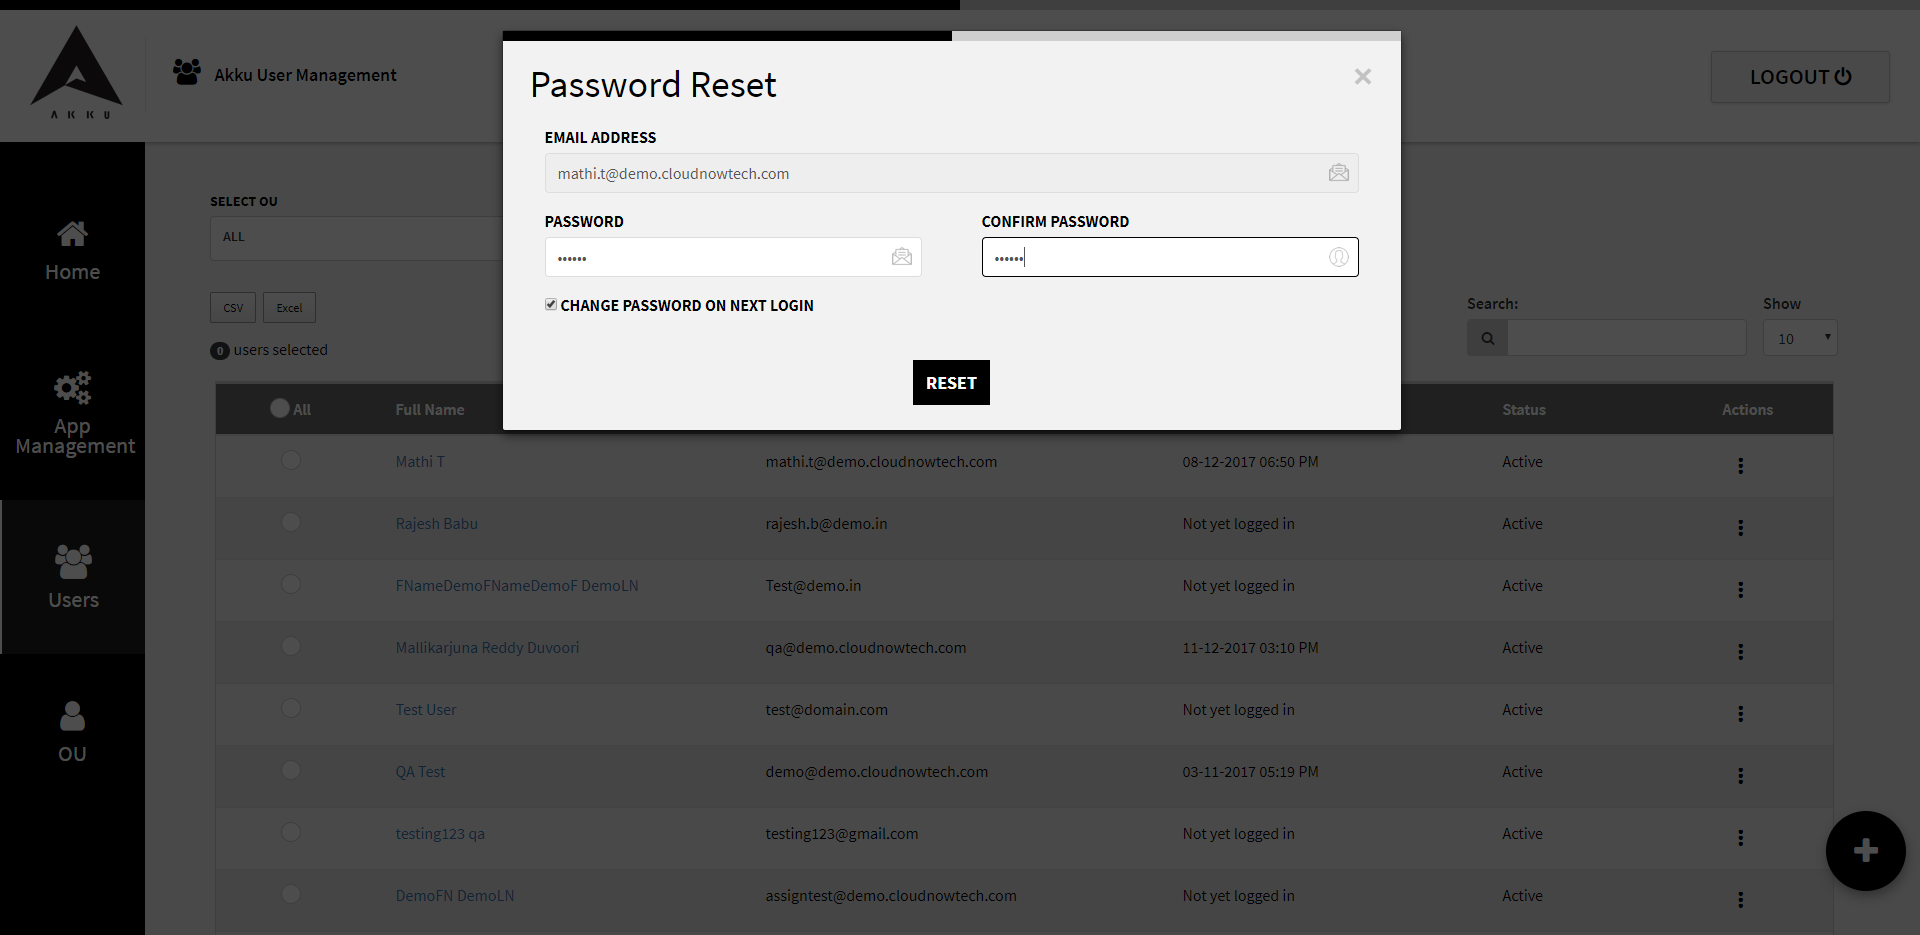 AKKU
Akku User Management
LOGOUT
Home
App
Management
Users
OU
Password Reset
×
EMAIL ADDRESS
mathi.t@demo.cloudnowtech.com
PASSWORD
CONFIRM PASSWORD
••••••
••••••
CHANGE PASSWORD ON NEXT LOGIN
RESET
SELECT OU
ALL
CSV
Excel
0 users selected
Search:
Show
10
All
Full Name
Status
Actions
Mathi T
mathi.t@demo.cloudnowtech.com
08-12-2017 06:50 PM
Active
Rajesh Babu
rajesh.b@demo.in
Not yet logged in
Active
FNameDemoFNameDemoF DemoLN
Test@demo.in
Not yet logged in
Active
Mallikarjuna Reddy Duvoori
qa@demo.cloudnowtech.com
11-12-2017 03:10 PM
Active
Test User
test@domain.com
Not yet logged in
Active
QA Test
demo@demo.cloudnowtech.com
03-11-2017 05:19 PM
Active
testing123 qa
testing123@gmail.com
Not yet logged in
Active
DemoFN DemoLN
assigntest@demo.cloudnowtech.com
Not yet logged in
Active